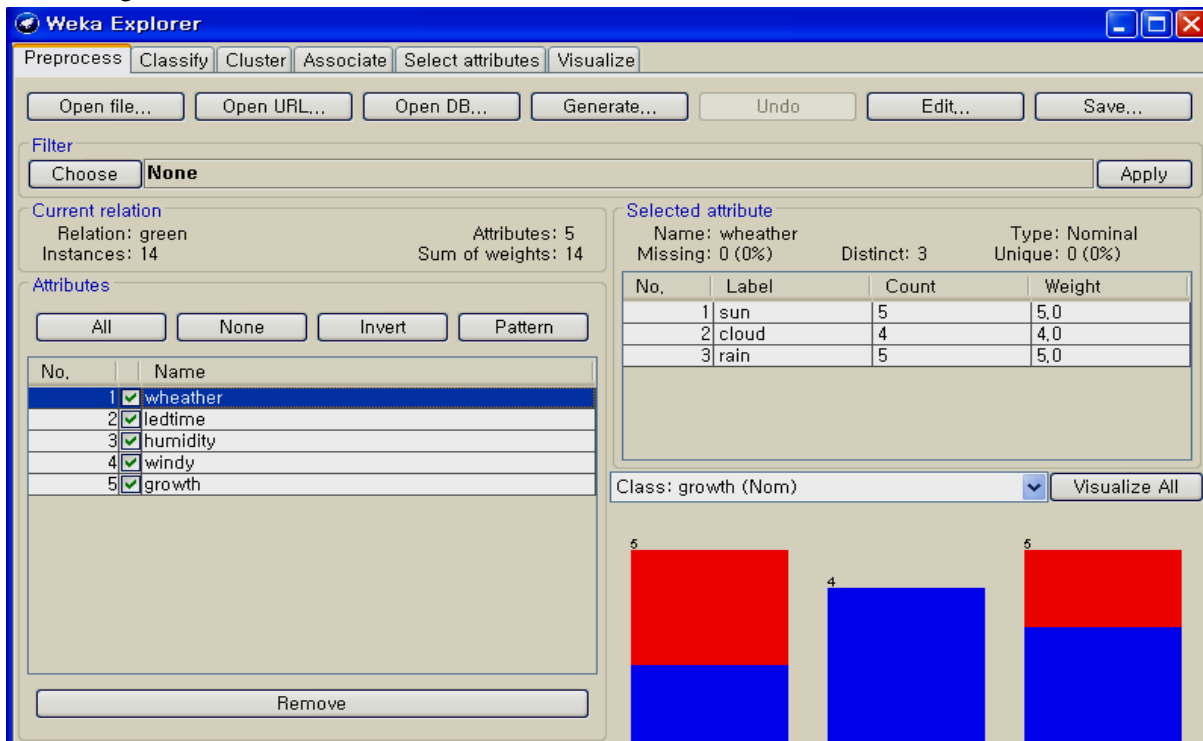 Weka Explorer
Preprocess Classify Cluster Associate Select attributes Visualize
Open file... Open URL... Open DB... Generate... Undo Edit... Save...
Filter
Choose None Apply
Current relation
Relation: green Attributes: 5
Instances: 14 Sum of weights: 14
Selected attribute
Name: wheather Type: Nominal
Missing: 0 (0%) Distinct: 3 Unique: 0 (0%)
No. Label Count Weight
1 sun 5 5.0
2 cloud 4 4.0
3 rain 5 5.0
Attributes
All None Invert Pattern
No. Name
1 wheather
2 ledtime
3 humidity
4 windy
5 growth
Remove
Class: growth (Nom) Visualize All
5 4 5